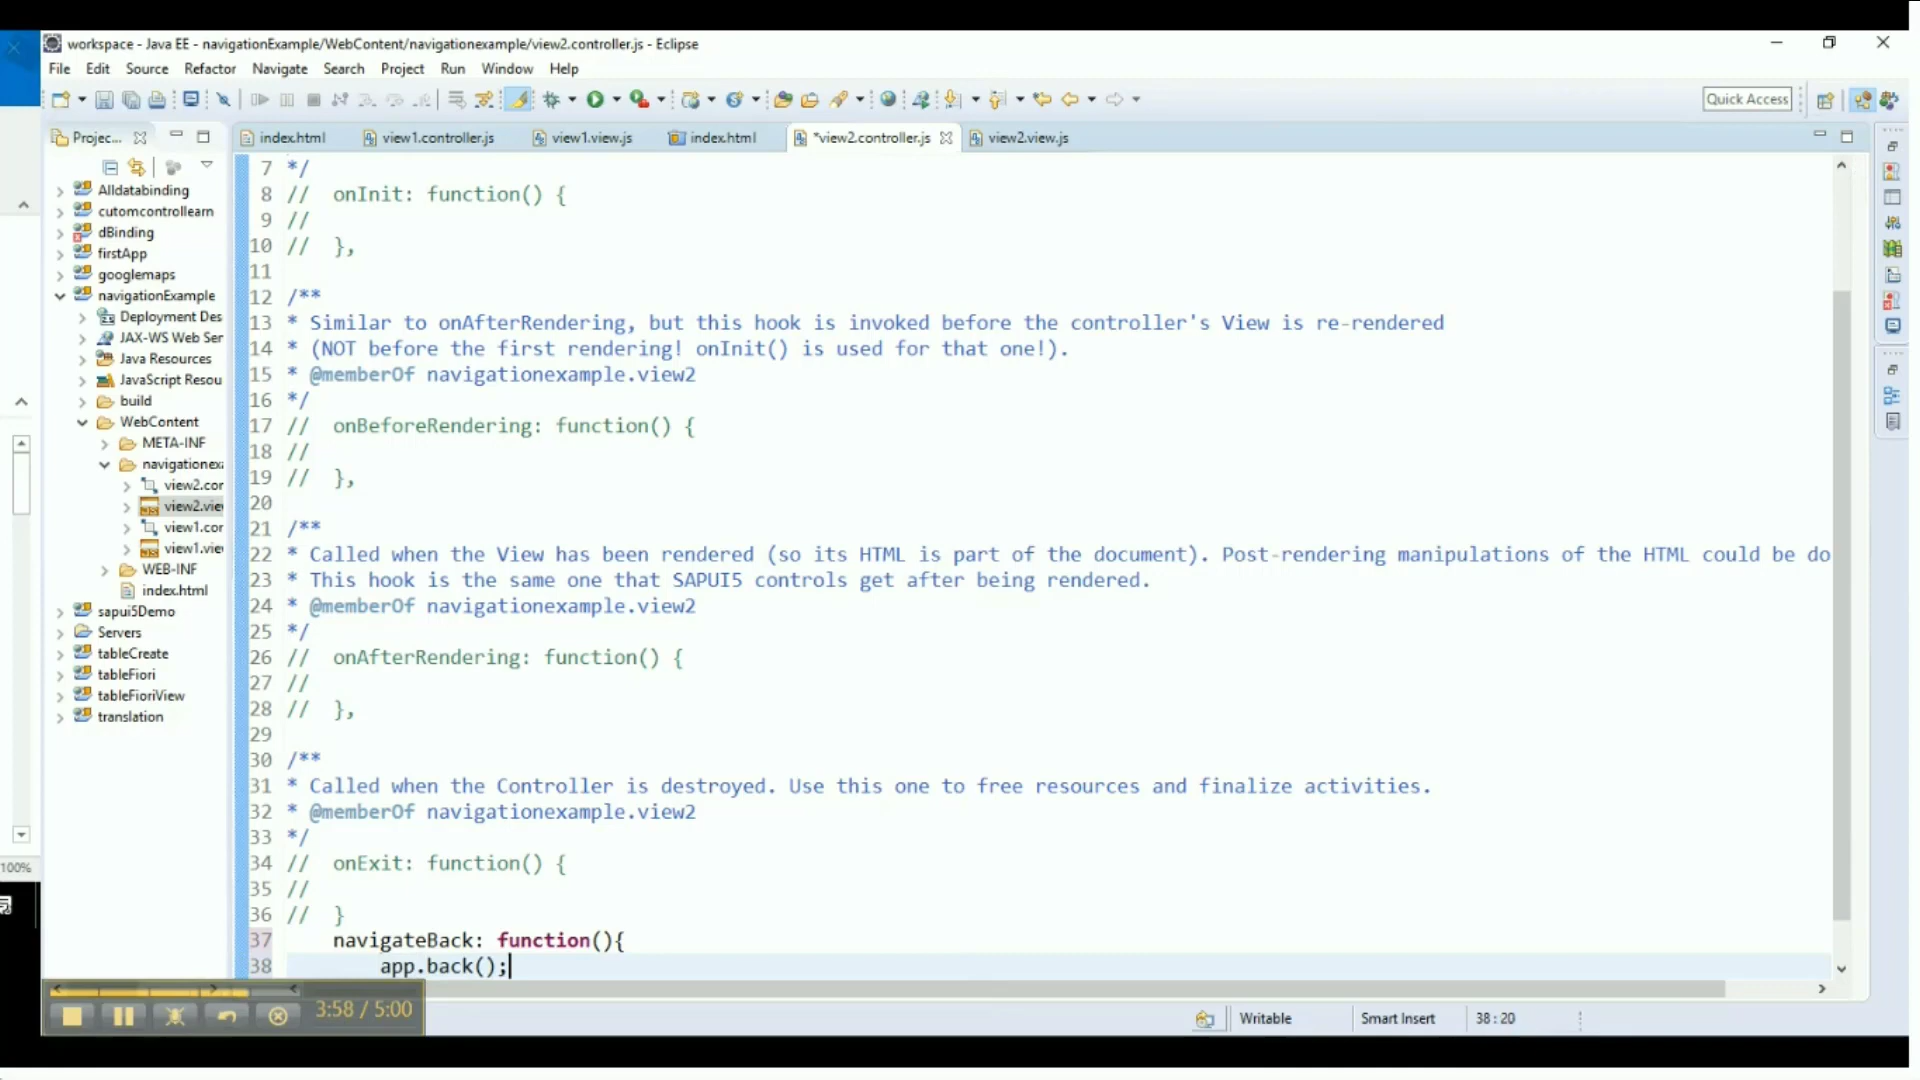 workspace - Java EE - navigationExample/WebContent/navigationexample/view2.controller.js - Eclipse
File Edit Source Refactor Navigate Search Project Run Window Help
Quick Access
Projec...
index.html view1.controller.js view1.view.js index.html *view2.controller.js view2.view.js
Alldatabinding
cutomcontrollearn
dBinding
firstApp
googlemaps
navigationExample
Deployment Des
JAX-WS Web Ser
Java Resources
JavaScript Resou
build
WebContent
META-INF
navigationexa
view2.cor
view2.vie
view1.cor
view1.vie
WEB-INF
index.html
sapui5Demo
Servers
tableCreate
tableFiori
tableFioriView
translation
7 */
8 // onInit: function() {
9 //
10 // },
11
12 /**
13 * Similar to onAfterRendering, but this hook is invoked before the controller's View is re-rendered
14 * (NOT before the first rendering! onInit() is used for that one!).
15 * @memberOf navigationexample.view2
16 */
17 // onBeforeRendering: function() {
18 //
19 // },
20
21 /**
22 * Called when the View has been rendered (so its HTML is part of the document). Post-rendering manipulations of the HTML could be do
23 * This hook is the same one that SAPUI5 controls get after being rendered.
24 * @memberOf navigationexample.view2
25 */
26 // onAfterRendering: function() {
27 //
28 // },
29
30 /**
31 * Called when the Controller is destroyed. Use this one to free resources and finalize activities.
32 * @memberOf navigationexample.view2
33 */
34 // onExit: function() {
35 //
36 // }
37 navigateBack: function(){
38 app.back();
100%
3:58 / 5:00
Writable Smart Insert 38 : 20